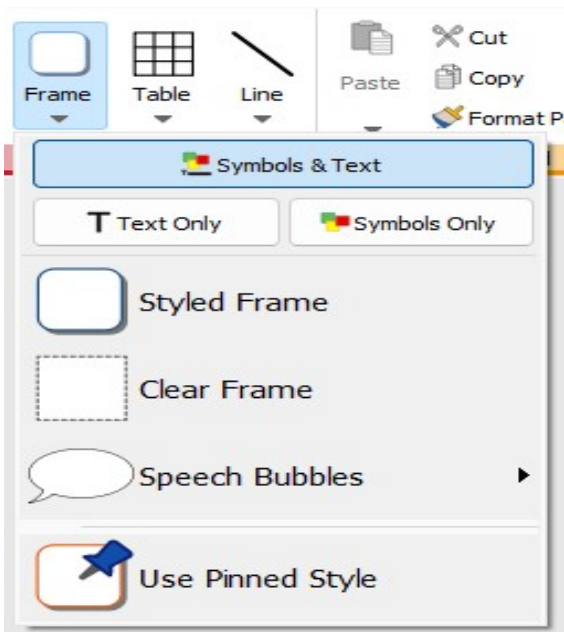 Frame Table Line Paste Cut
Copy
Format P
Symbols & Text
T Text Only Symbols Only
Styled Frame
Clear Frame
Speech Bubbles
Use Pinned Style